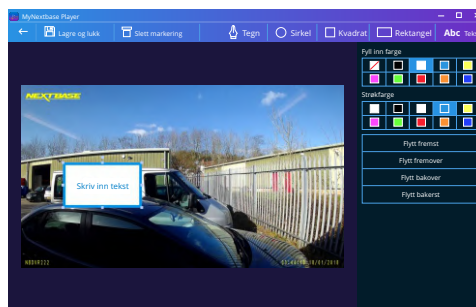 MyNextbase Player
Lagre og lukk
Slett markering
Tegn
Sirkel
Kvadrat
Rektangel
Abc
Fyll inn farge
Strøkfarge
Flytt fremst
Flytt fremover
Flytt bakover
Flytt bakerst
NEXTBASE
Skriv inn tekst